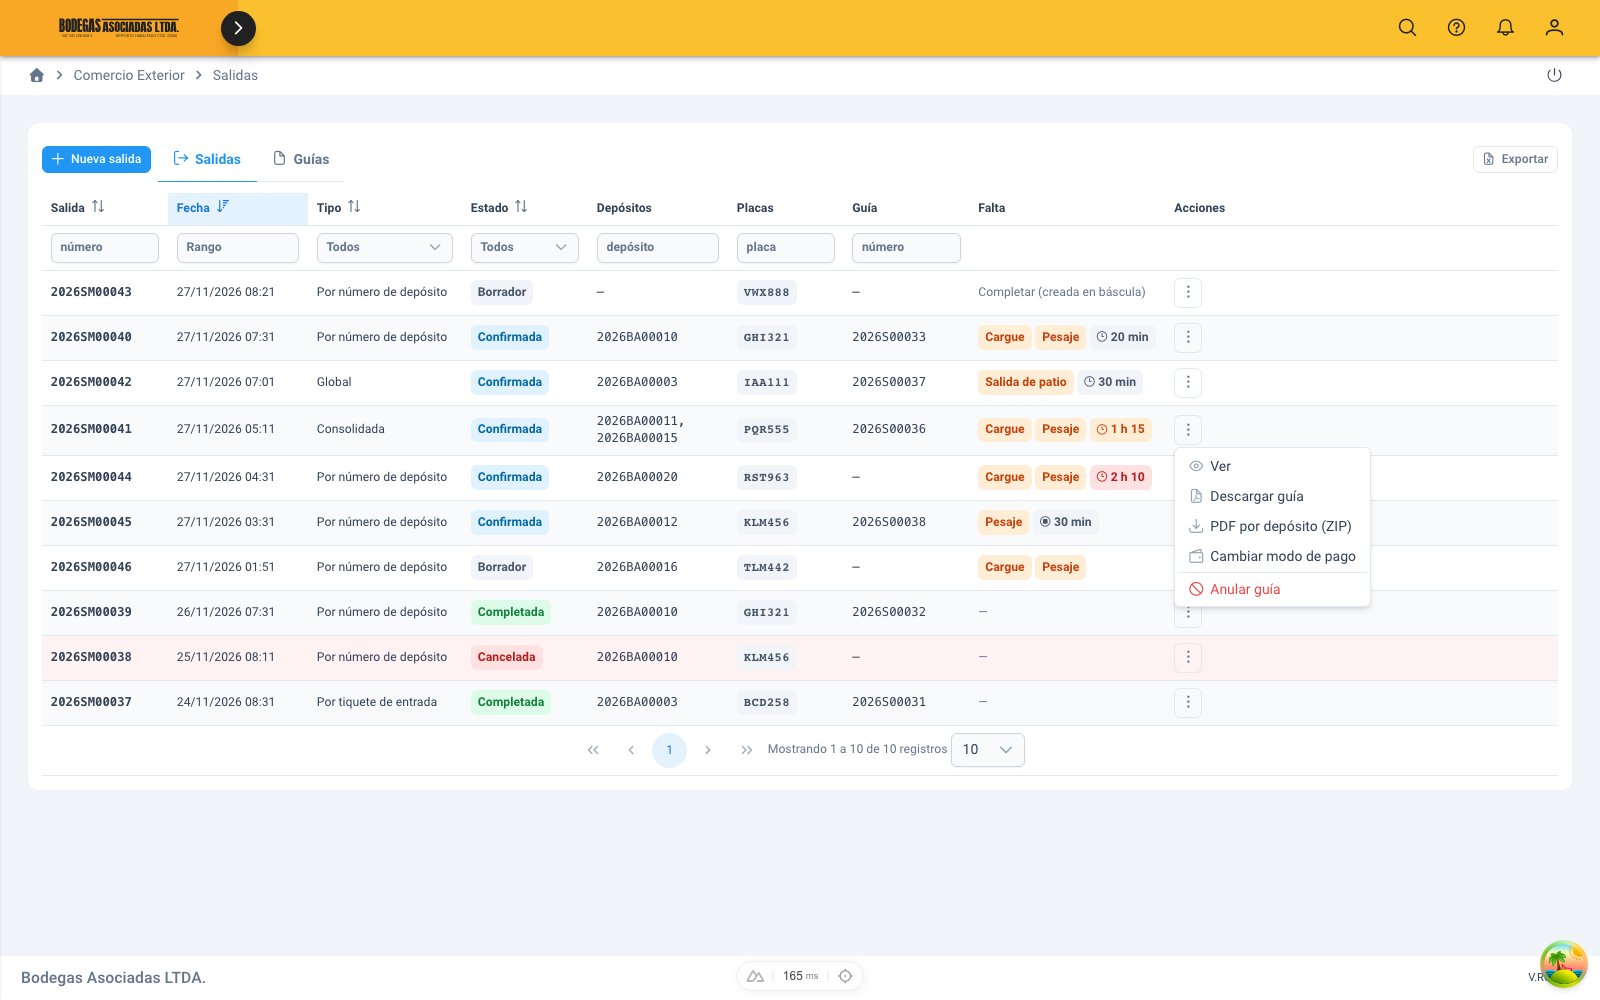 BODEGAS ASOCIADAS LTDA.
Comercio Exterior
Salidas
Nueva salida
Salidas
Guías
Exportar
Salida
Fecha
Tipo
Estado
Depósitos
Placas
Guía
Falta
Acciones
número
Rango
Todos
Todos
depósito
placa
número
2026SM00043 27/11/2026 08:21 Por número de depósito Borrador – VWX888 – Completar (creada en báscula)
2026SM00040 27/11/2026 07:31 Por número de depósito Confirmada 2026BA00010 GHI321 2026S00033 Cargue Pesaje 20 min
2026SM00042 27/11/2026 07:01 Global Confirmada 2026BA00003 IAA111 2026S00037 Salida de patio 30 min
2026SM00041 27/11/2026 05:11 Consolidada Confirmada 2026BA00011, 2026BA00015 PQR555 2026S00036 Cargue Pesaje 1 h 15
Ver
Descargar guía
PDF por depósito (ZIP)
Cambiar modo de pago
Anular guía
2026SM00044 27/11/2026 04:31 Por número de depósito Confirmada 2026BA00020 RST963 – Cargue Pesaje 2 h 10
2026SM00045 27/11/2026 03:31 Por número de depósito Confirmada 2026BA00012 KLM456 2026S00038 Pesaje 30 min
2026SM00046 27/11/2026 01:51 Por número de depósito Borrador 2026BA00016 TLM442 – Cargue Pesaje
2026SM00039 26/11/2026 07:31 Por número de depósito Completada 2026BA00010 GHI321 2026S00032 –
2026SM00038 25/11/2026 08:11 Por número de depósito Cancelada 2026BA00010 KLM456 – –
2026SM00037 24/11/2026 08:31 Por tiquete de entrada Completada 2026BA00003 BCD258 2026S00031 –
1
Mostrando 1 a 10 de 10 registros
10
Bodegas Asociadas LTDA.
165 ms